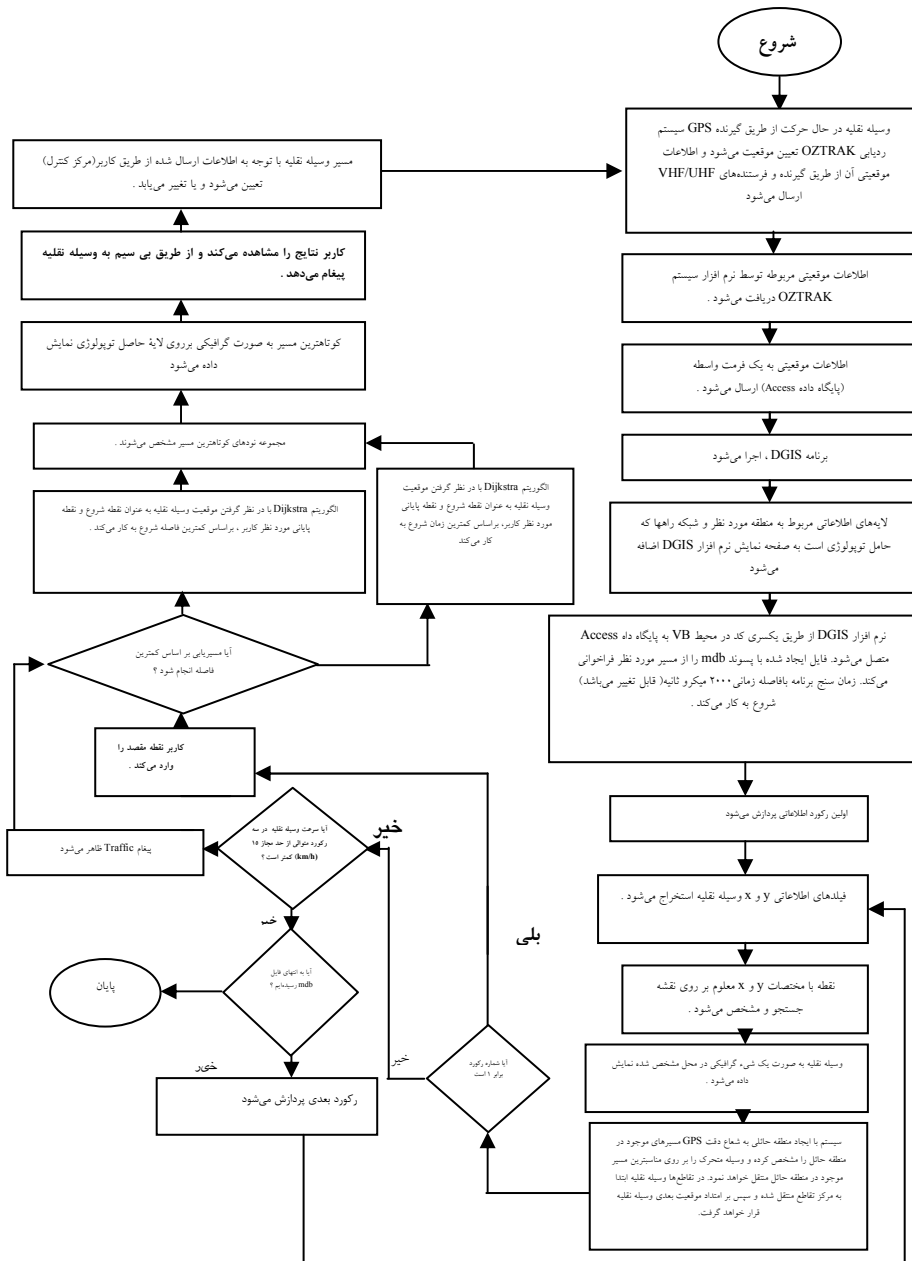 شروع
وسیله نقلیه در حال حرکت از طریق گیرنده GPS سیستم
ردیابی OZTRAK تعیین موقعیت می‌شود و اطلاعات
موقعیتی آن از طریق گیرنده و فرستنده‌های VHF/UHF
ارسال می‌شود
اطلاعات موقعیتی مربوطه توسط نرم افزار سیستم
OZTRAK دریافت می‌شود .
اطلاعات موقعیتی به یک فرمت واسطه
(پایگاه داده Access) ارسال می‌شود .
برنامه DGIS ، اجرا می‌شود
لایه‌های اطلاعاتی مربوط به منطقه مورد نظر و شبکه راهها که
حامل توپولوژی است به صفحه نمایش نرم افزار DGIS اضافه
می‌شود
نرم افزار DGIS از طریق یکسری کد در محیط VB به پایگاه داه Access
متصل می‌شود. فایل ایجاد شده با پسوند mdb را از مسیر مورد نظر فراخوانی
می‌کند. زمان سنج برنامه بافاصله زمانی۲۰۰۰ میکرو ثانیه( قابل تغییر می‌باشد)
شروع به کار می‌کند .
اولین رکورد اطلاعاتی پردازش می‌شود
فیلدهای اطلاعاتی y و x وسیله نقلیه استخراج می‌شود .
نقطه با مختصات y و x معلوم بر روی نقشه
جستجو و مشخص می‌شود .
وسیله نقلیه به صورت یک شیء گرافیکی در محل مشخص شده نمایش
داده می‌شود .
سیستم با ایجاد منطقه حائلی به شعاع دقت GPS مسیرهای موجود در
منطقه حائل را مشخص کرده و وسیله متحرک را بر روی مناسبترین مسیر
موجود در منطقه حائل منتقل خواهد نمود. در تقاطع‌ها وسیله نقلیه ابتدا
به مرکز تقاطع منتقل شده و سپس بر امتداد موقعیت بعدی وسیله نقلیه
قرار خواهد گرفت.
آیا شماره رکورد
برابر ۱ است
بلی
خیر
خیر
آیا سرعت وسیله نقلیه در سه
رکورد متوالی از حد مجاز ۱۵
(km/h) کمتر است ؟
پیغام Traffic ظاهر می‌شود
آیا به انتهای فایل
mdb رسیده‌ایم ؟
پایان
رکورد بعدی پردازش می‌شود
کاربر نقطه مقصد را
وارد می‌کند .
آیا مسیریابی بر اساس کمترین
فاصله انجام شود ؟
الگوریتم Dijkstra با در نظر گرفتن موقعیت وسیله نقلیه به عنوان نقطه شروع و نقطه
پایانی مورد نظر کاربر ، براساس کمترین فاصله شروع به کار می‌کند .
الگوریتم Dijkstra با در نظر گرفتن موقعیت
وسیله نقلیه به عنوان نقطه شروع و نقطه پایانی
مورد نظر کاربر، براساس کمترین زمان شروع به
کار می‌کند
مجموعه نودهای کوتاهترین مسیر مشخص می‌شوند .
کوتاهترین مسیر به صورت گرافیکی برروی لایهٔ حاصل توپولوژی نمایش
داده می‌شود
کاربر نتایج را مشاهده می‌کند و از طریق بی سیم به وسیله نقلیه
پیغام می‌دهد .
مسیر وسیله نقلیه با توجه به اطلاعات ارسال شده از طریق کاربر(مرکز کنترل)
تعیین می‌شود و یا تغییر می‌یابد .